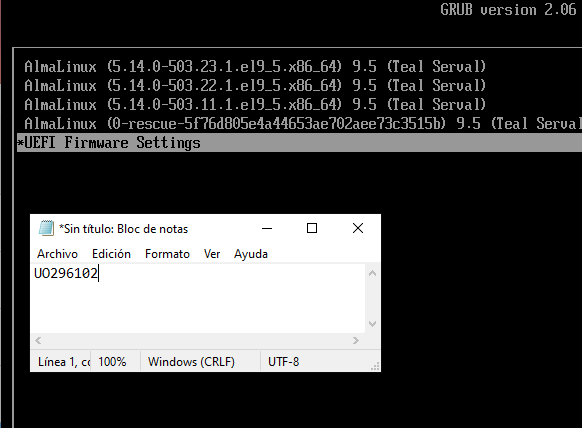 GRUB version 2.06
AlmaLinux (5.14.0-503.23.1.el9_5.x86_64) 9.5 (Teal Serval)
AlmaLinux (5.14.0-503.22.1.el9_5.x86_64) 9.5 (Teal Serval)
AlmaLinux (5.14.0-503.11.1.el9_5.x86_64) 9.5 (Teal Serval)
AlmaLinux (0-rescue-5f76d805e4a44653ae702aee73c3515b) 9.5 (Teal Serva
*UEFI Firmware Settings
*Sin título: Bloc de notas
Archivo Edición Formato Ver Ayuda
UO296102
Línea 1, cc 100% Windows (CRLF) UTF-8